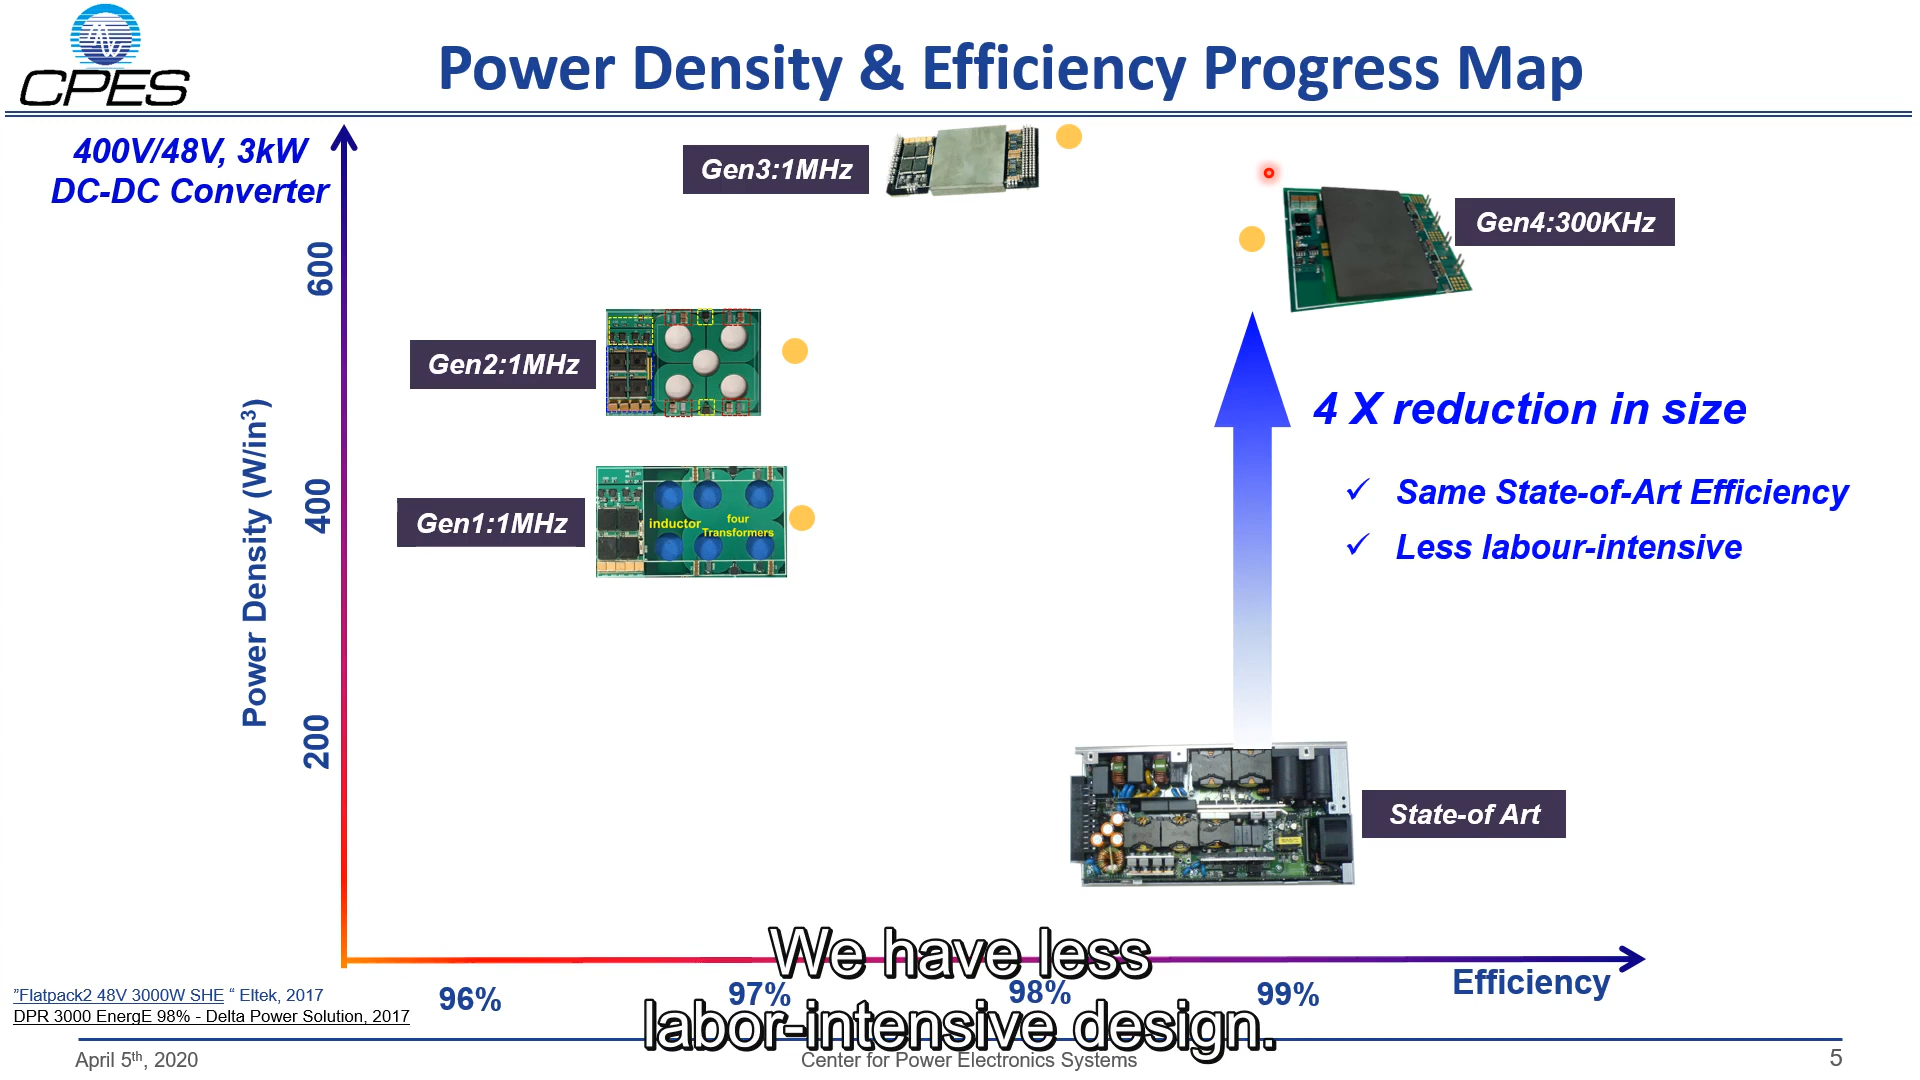 CPES
Power Density & Efficiency Progress Map
400V/48V, 3kW
DC-DC Converter
Gen3:1MHz
Gen4:300KHz
600
Gen2:1MHz
4 X reduction in size
Power Density (W/in³)
400
Same State-of-Art Efficiency
Gen1:1MHz
inductor
four
Transformers
Less labour-intensive
200
State-of Art
We have less
labor-intensive design.
Efficiency
96%
97%
98%
99%
"Flatpack2 48V 3000W SHE “ Eltek, 2017
DPR 3000 EnergE 98% - Delta Power Solution, 2017
April 5th, 2020
Center for Power Electronics Systems
5